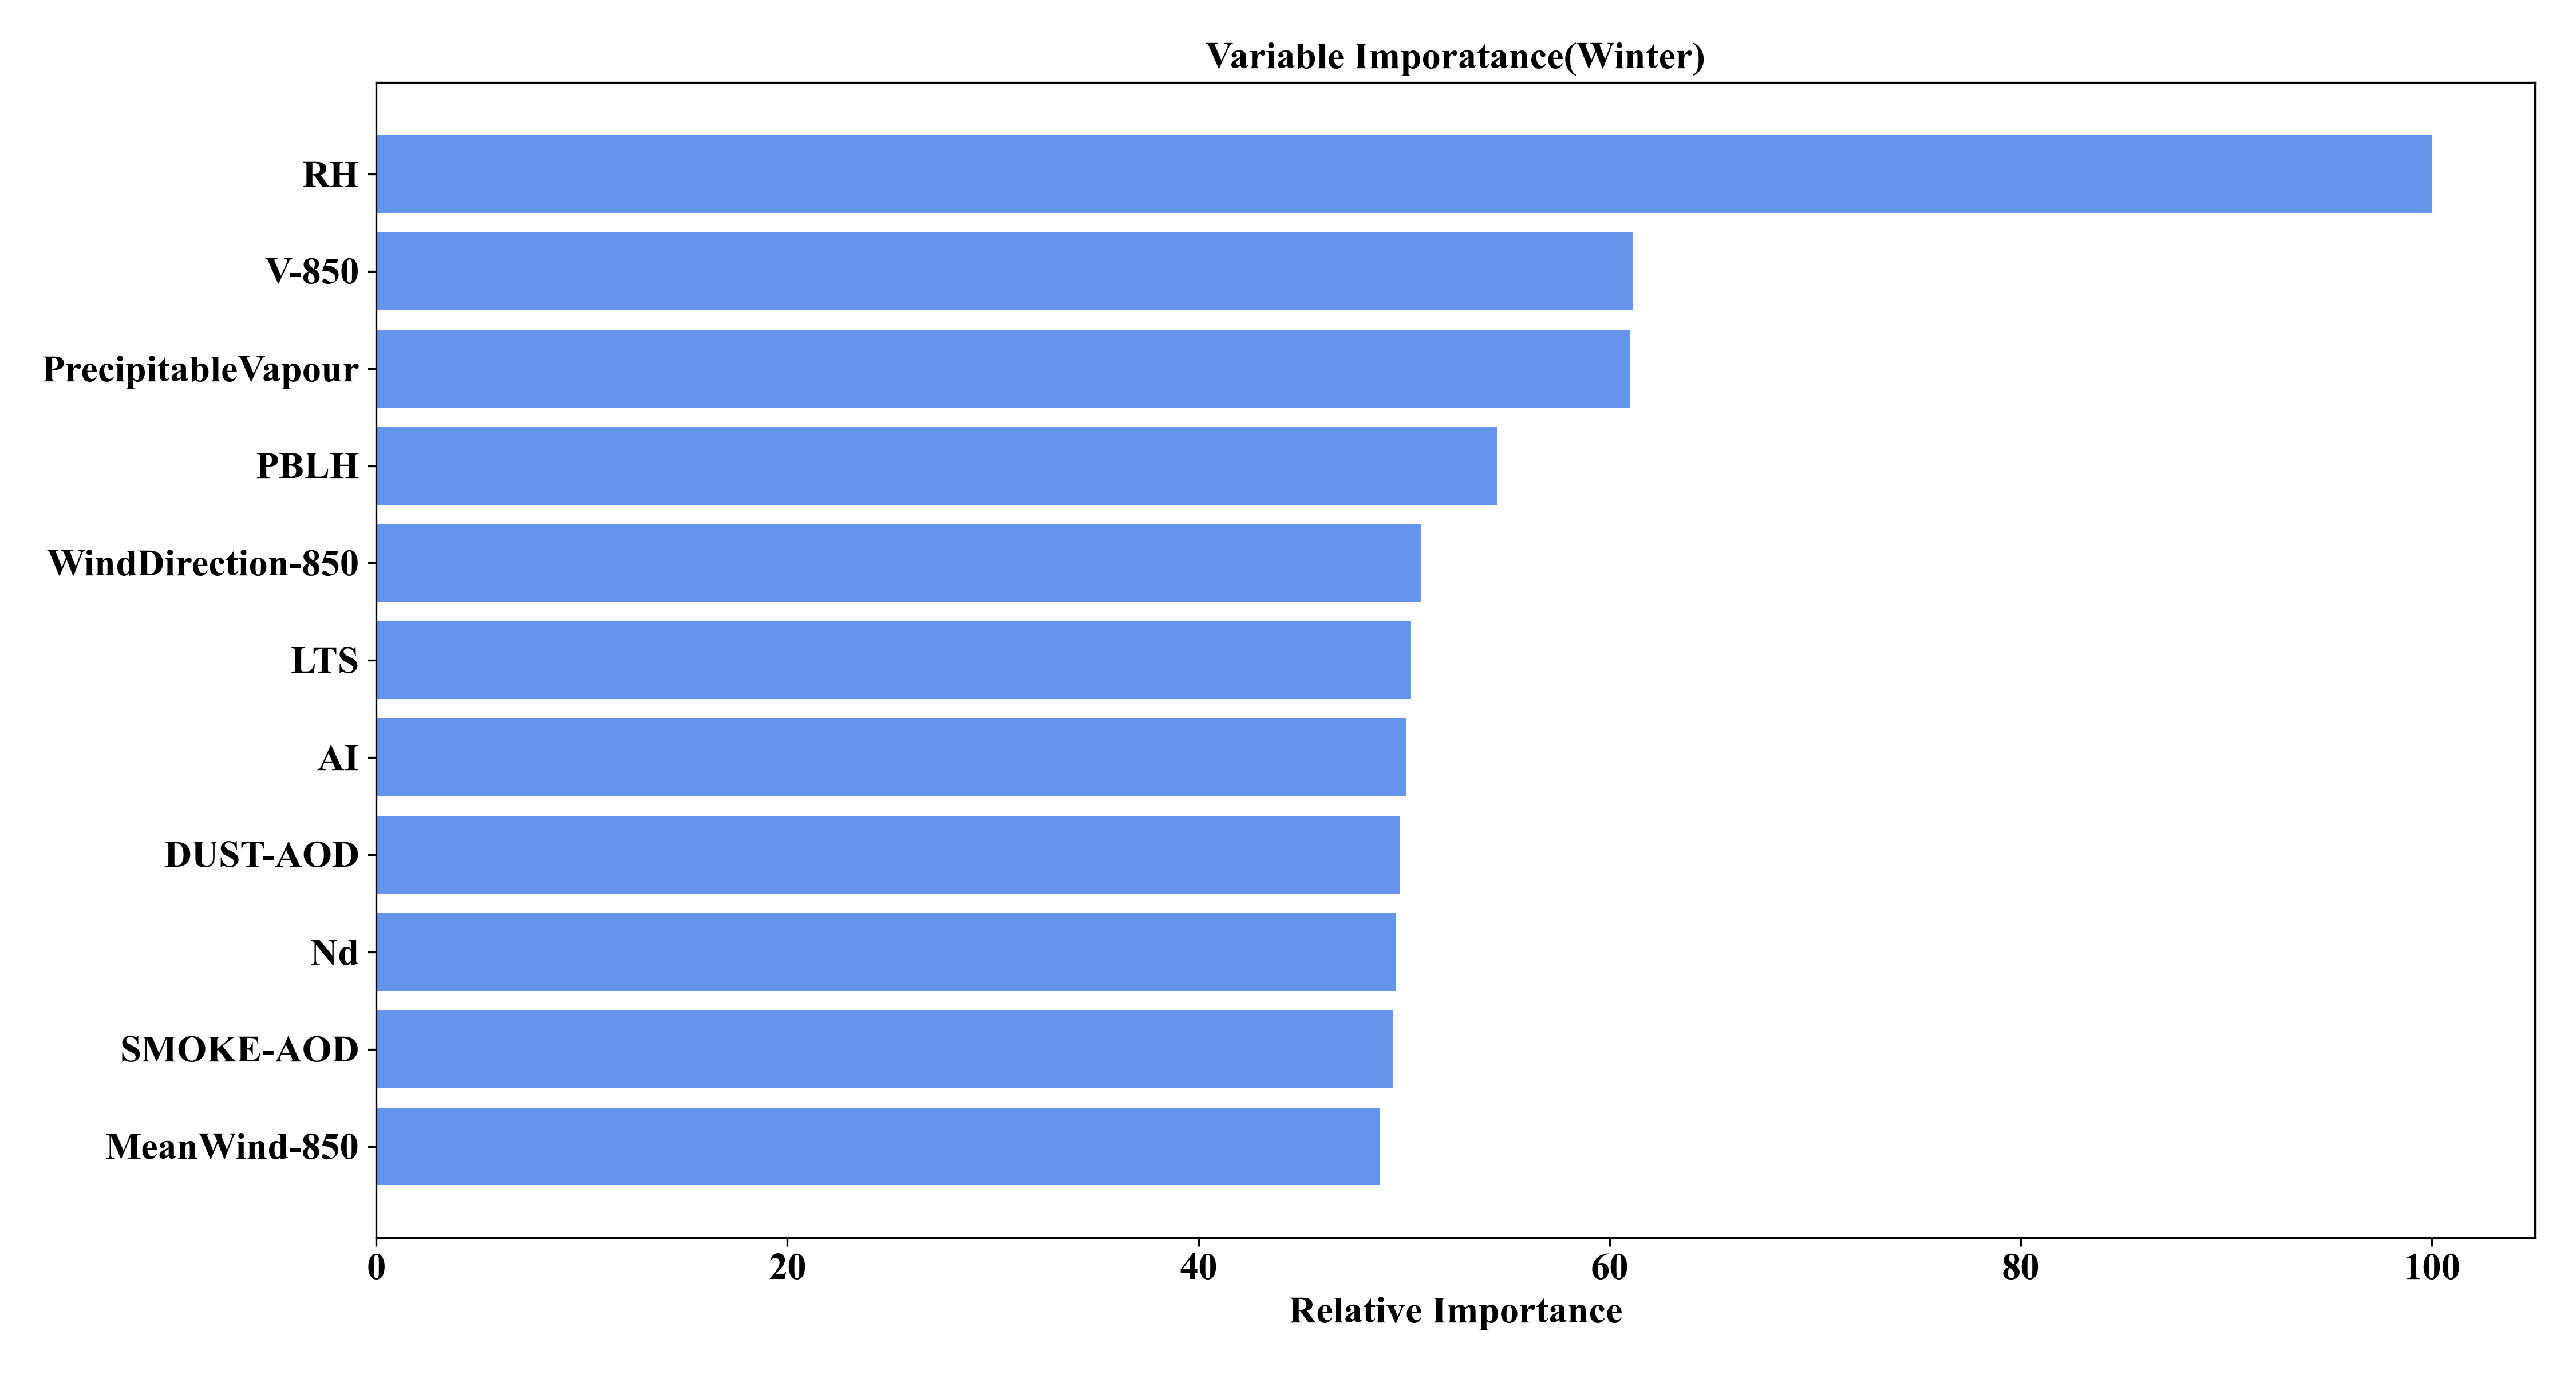 Variable Imporatance(Winter)
RH
V-850
PrecipitableVapour
PBLH
WindDirection-850
LTS
AI
DUST-AOD
Nd
SMOKE-AOD
MeanWind-850
0 20 40 60 80 100
Relative Importance